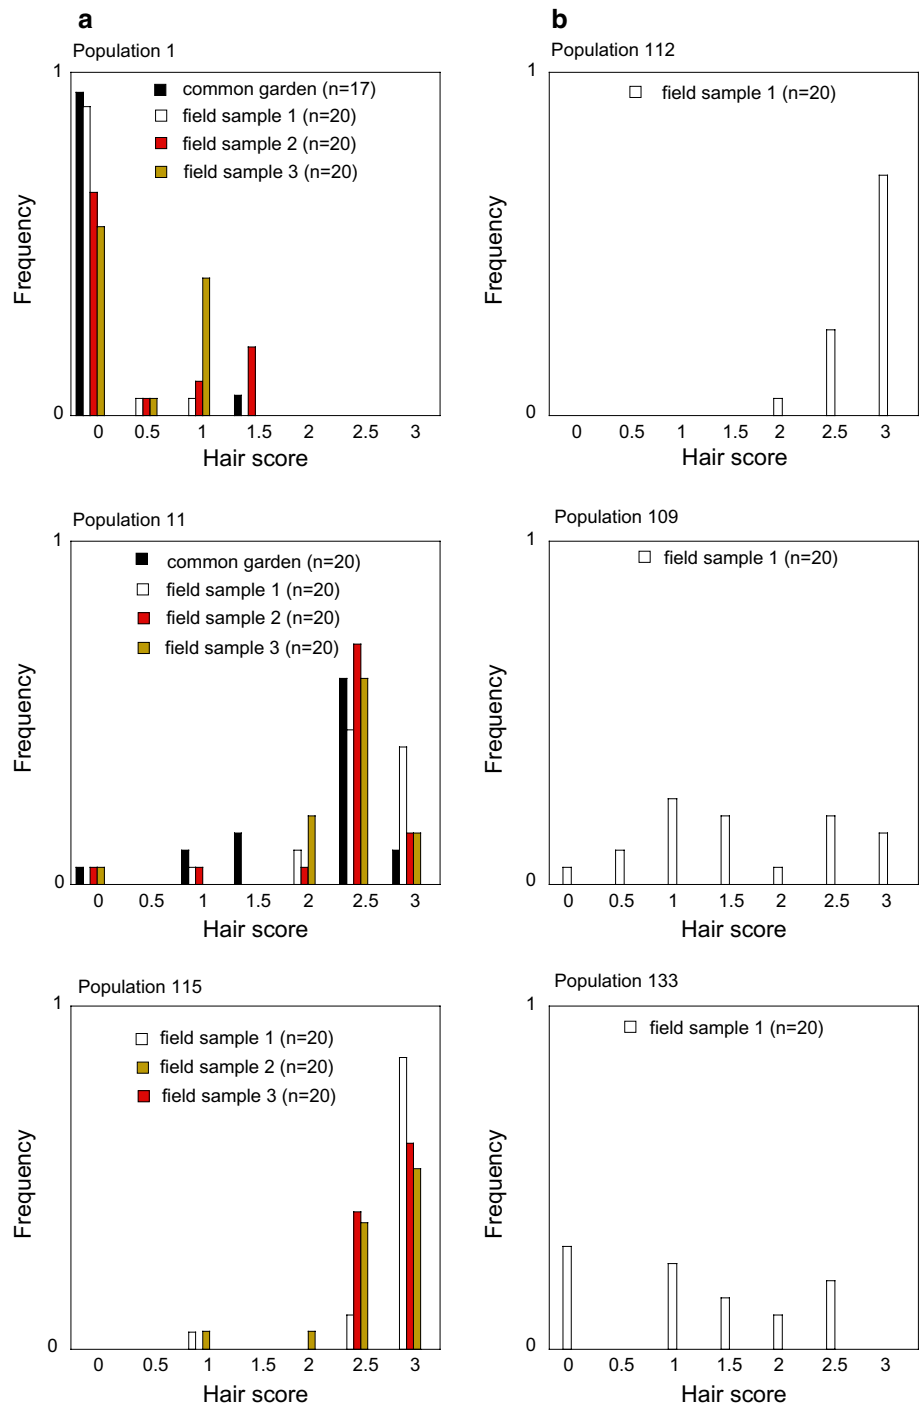 a
Population 1
1
common garden (n=17)
field sample 1 (n=20)
field sample 2 (n=20)
field sample 3 (n=20)
Frequency
0
0 0.5 1 1.5 2 2.5 3
Hair score
Population 11
1
common garden (n=20)
field sample 1 (n=20)
field sample 2 (n=20)
field sample 3 (n=20)
Frequency
0
0 0.5 1 1.5 2 2.5 3
Hair score
Population 115
1
field sample 1 (n=20)
field sample 2 (n=20)
field sample 3 (n=20)
Frequency
0
0 0.5 1 1.5 2 2.5 3
Hair score
b
Population 112
1
field sample 1 (n=20)
Frequency
0
0 0.5 1 1.5 2 2.5 3
Hair score
Population 109
1
field sample 1 (n=20)
Frequency
0
0 0.5 1 1.5 2 2.5 3
Hair score
Population 133
1
field sample 1 (n=20)
Frequency
0
0 0.5 1 1.5 2 2.5 3
Hair score